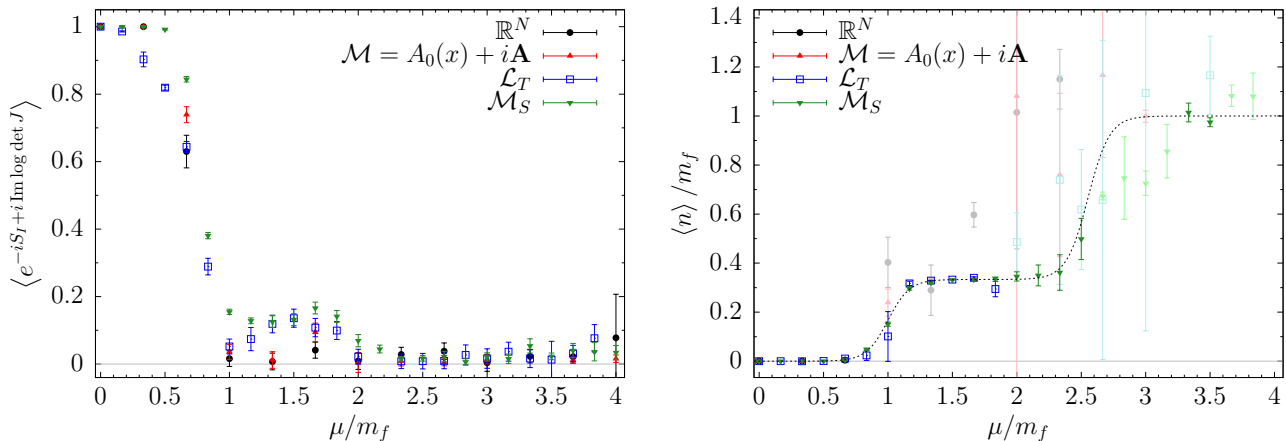 ⟨e^{−iS_I+i Im log det J}⟩
1
0.8
0.6
0.4
0.2
0
0 0.5 1 1.5 2 2.5 3 3.5 4
μ/m_f
ℝ^N
ℳ = A_0(x) + i𝐀
ℒ_T
ℳ_S
⟨n⟩/m_f
1.4
1.2
1
0.8
0.6
0.4
0.2
0
0 0.5 1 1.5 2 2.5 3 3.5 4
μ/m_f
ℝ^N
ℳ = A_0(x) + i𝐀
ℒ_T
ℳ_S